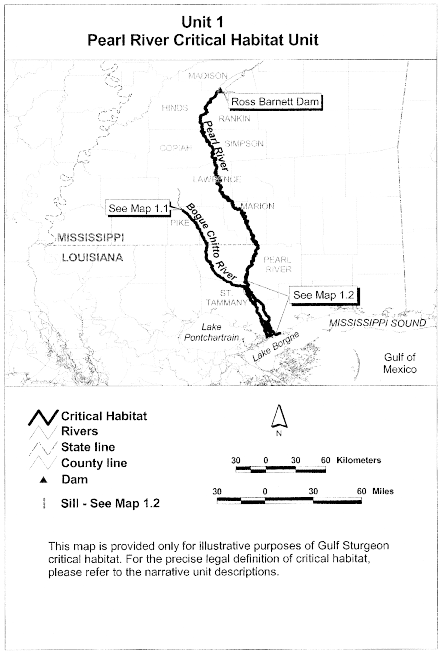 Unit 1
Pearl River Critical Habitat Unit
MADISON
Ross Barnett Dam
HINDS
RANKIN
Pearl River
COPIAH
SIMPSON
LAWRENCE
See Map 1.1
MARION
Bogue Chitto River
PIKE
MISSISSIPPI
LOUISIANA
PEARL
RIVER
See Map 1.2
ST.
TAMMANY
Lake
Pontchartrain
MISSISSIPPI SOUND
Lake Borgne
Gulf of
Mexico
Critical Habitat
Rivers
State line
County line
Dam
Sill - See Map 1.2
N
30 0 30 60 Kilometers
30 0 30 60 Miles
This map is provided only for illustrative purposes of Gulf Sturgeon
critical habitat. For the precise legal definition of critical habitat,
please refer to the narrative unit descriptions.